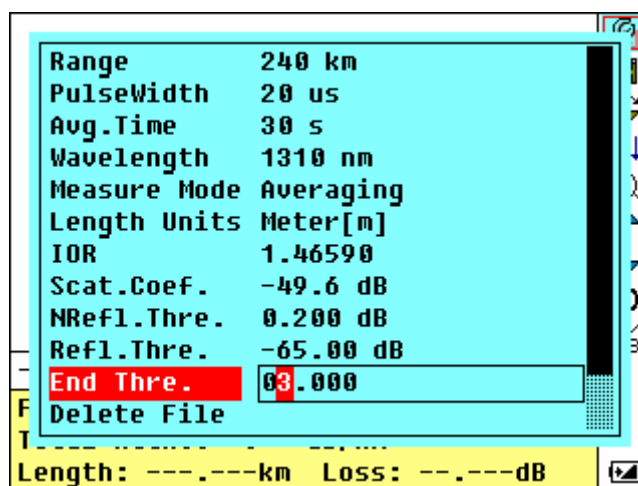 Range 240 km
PulseWidth 20 us
Avg.Time 30 s
Wavelength 1310 nm
Measure Mode Averaging
Length Units Meter[m]
IOR 1.46590
Scat.Coef. -49.6 dB
NRefl.Thre. 0.200 dB
Refl.Thre. -65.00 dB
End Thre. 03.000
Delete File
Length: ---.---km Loss: --.---dB